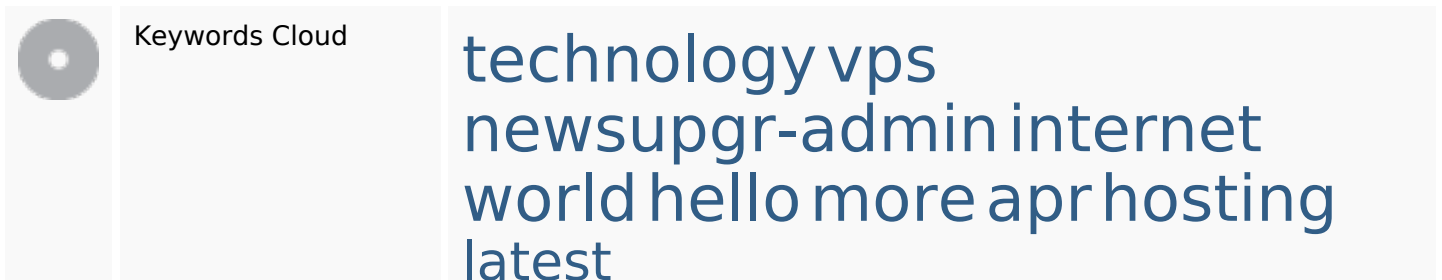 Keywords Cloud
technology vps
newsupgr-admin internet
world hello more apr hosting
latest